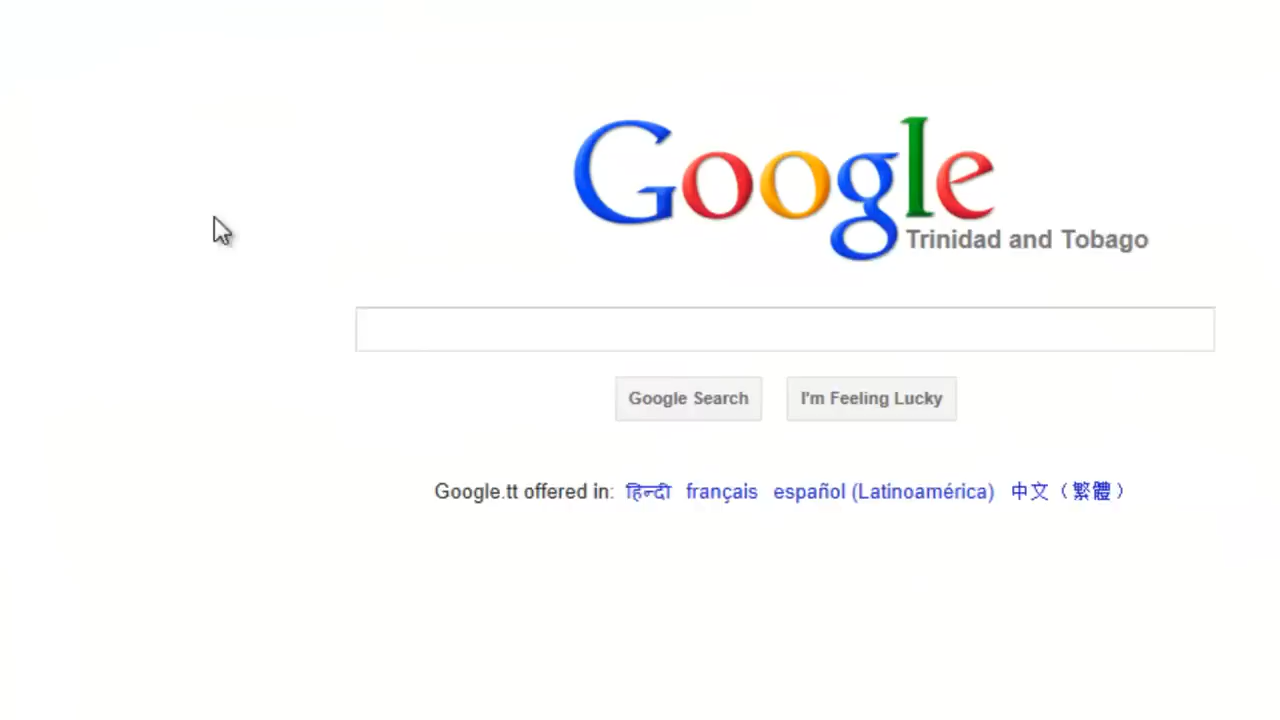 Google
Trinidad and Tobago
Google Search I'm Feeling Lucky
Google.tt offered in: हिन्दी français español (Latinoamérica) 中文（繁體）